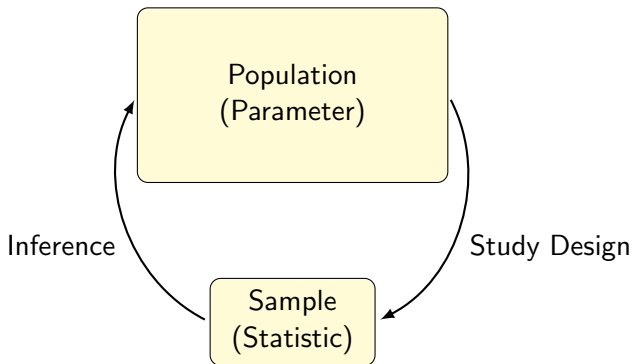 Population
(Parameter)
Inference
Study Design
Sample
(Statistic)